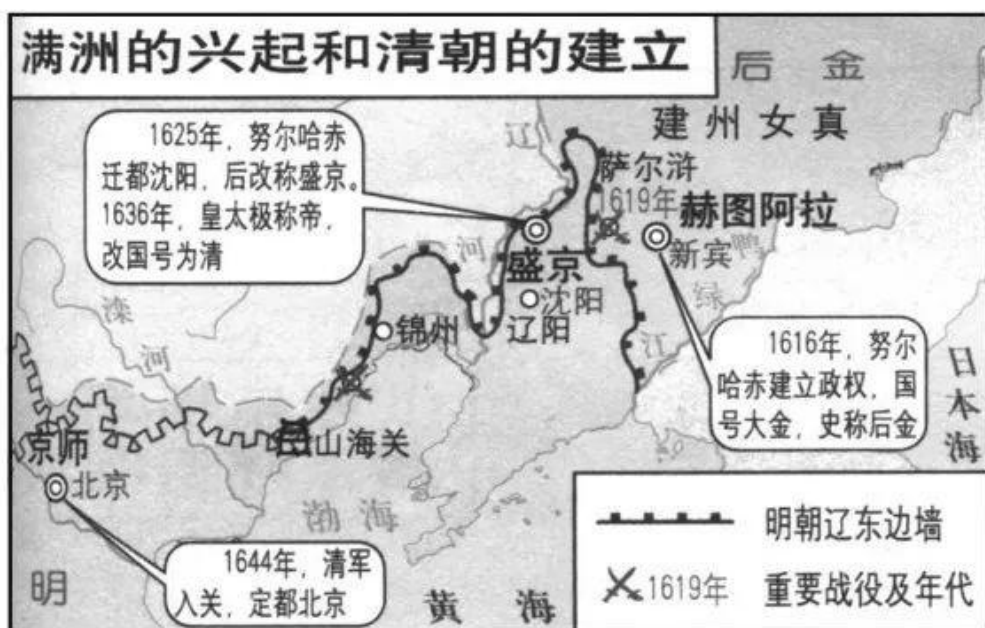 满洲的兴起和清朝的建立
后金
建州女真
1625年，努尔哈赤
迁都沈阳，后改称盛京。
1636年，皇太极称帝，
改国号为清
辽
河
萨尔浒
1619年
赫图阿拉
新宾
鸭
绿
江
盛京
沈阳
辽阳
锦州
滦
河
山海关
京师
北京
渤海
1616年，努尔
哈赤建立政权，国
号大金，史称后金
日本海
1644年，清军
入关，定都北京
明
黄海
明朝辽东边墙
1619年
重要战役及年代